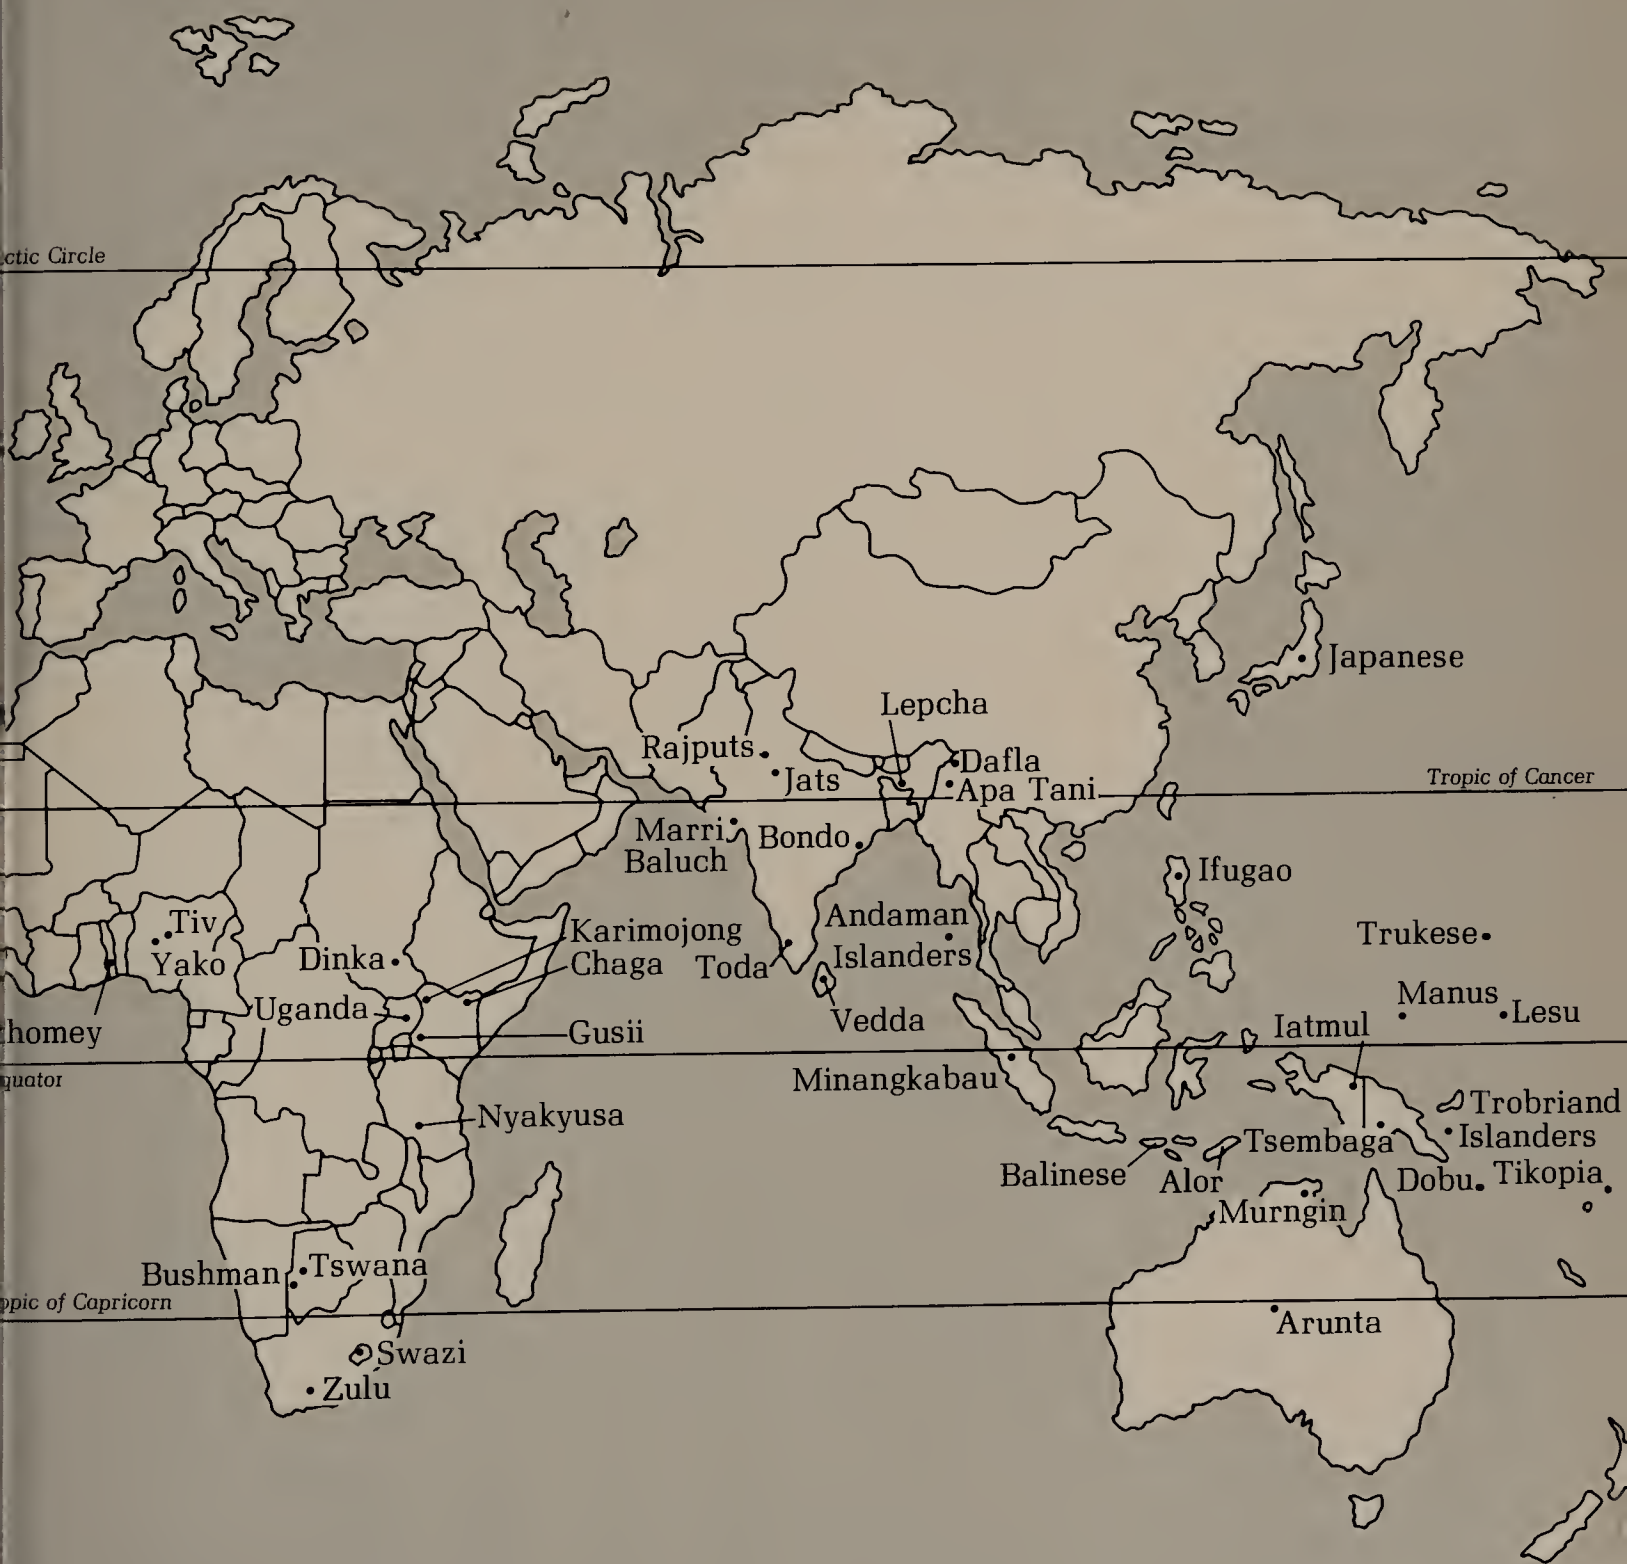 ctic Circle
Japanese
Lepcha
Rajputs
Dafla
Jats
Apa Tani
Tropic of Cancer
Marri
Baluch
Bondo
Ifugao
Tiv
Yako
Dinka
Karimojong
Chaga
Toda
Andaman
Islanders
Trukese
Uganda
Vedda
Manus
Lesu
Iatmul
homey
Gusii
quator
Minangkabau
Nyakyusa
Trobriand
Islanders
Tsembaga
Balinese
Alor
Dobu
Tikopia
Murngin
Bushman
Tswana
opic of Capricorn
Arunta
Swazi
Zulu